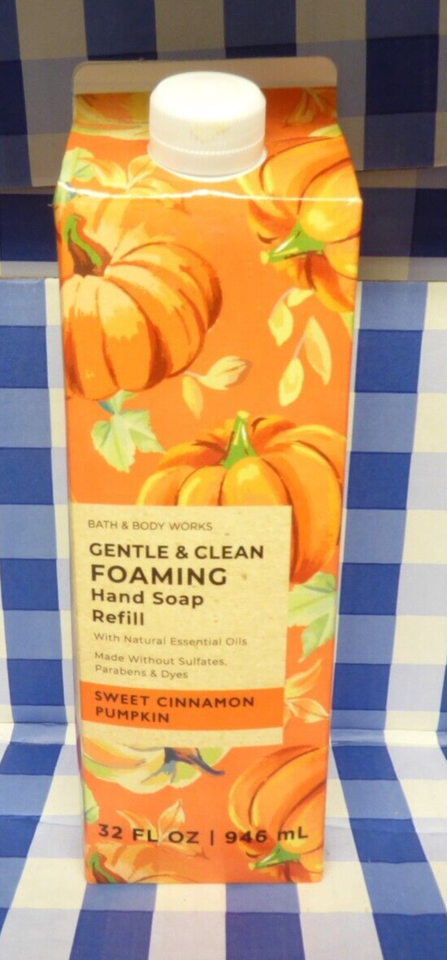 BATH & BODY WORKS
GENTLE & CLEAN
FOAMING
Hand Soap
Refill
With Natural Essential Oils
Made Without Sulfates,
Parabens & Dyes
SWEET CINNAMON
PUMPKIN
32 FL OZ | 946 mL